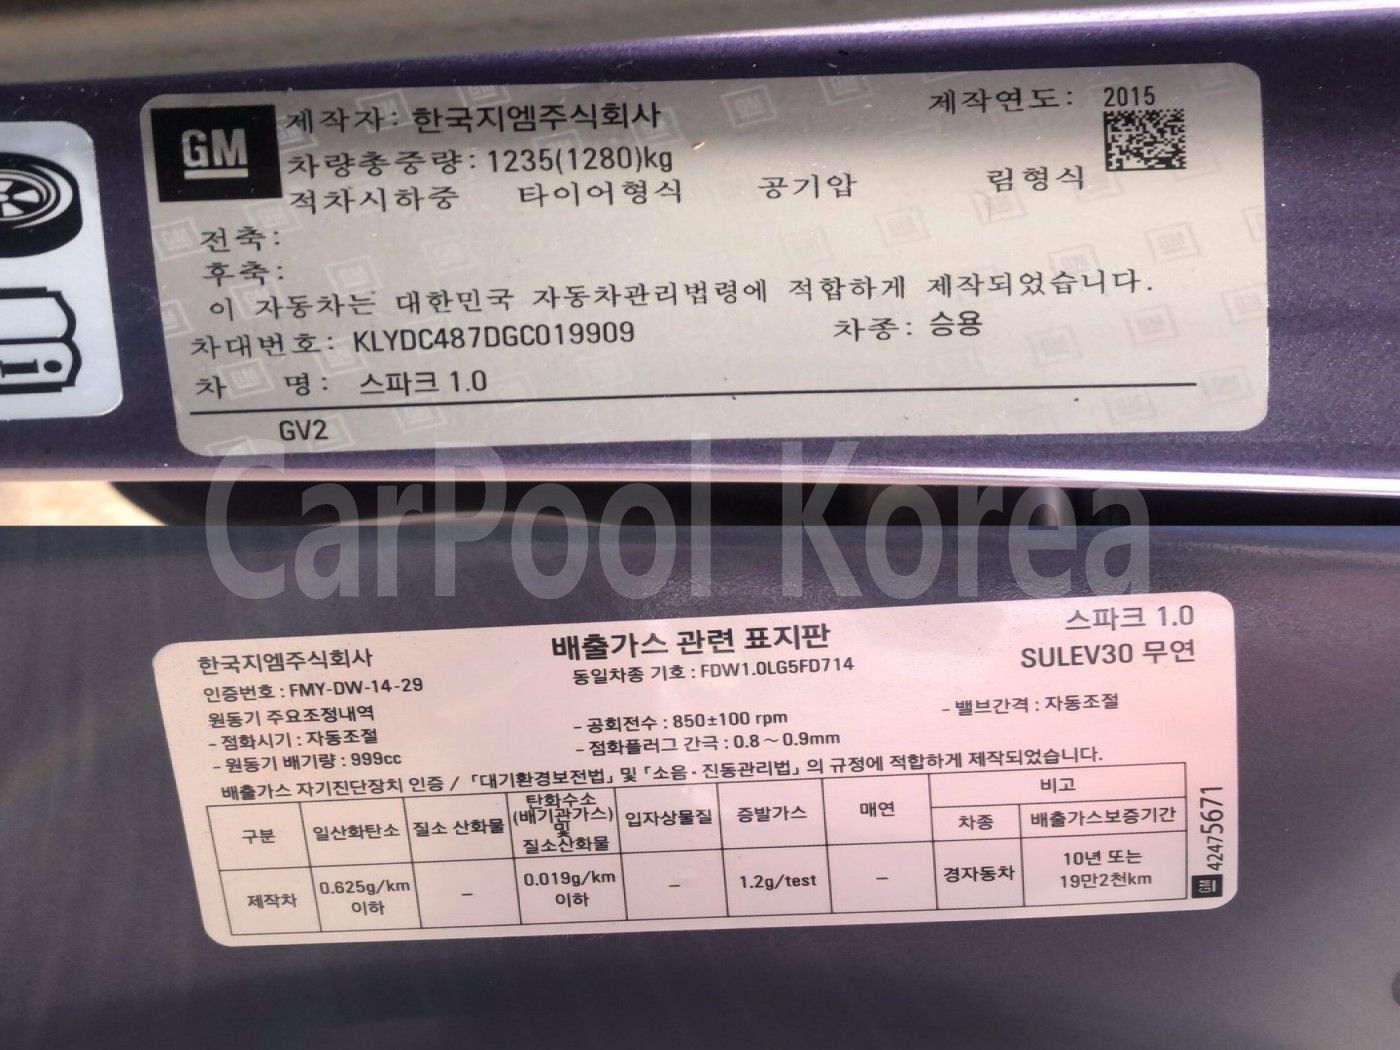 GM
제작자: 한국지엠주식회사
제작연도: 2015
차량총중량: 1235(1280)kg
적차시하중 타이어형식 공기압 림형식
전축:
후축:
이 자동차는 대한민국 자동차관리법령에 적합하게 제작되었습니다.
차대번호: KLYDC487DGC019909 차종: 승용
차 명: 스파크 1.0
GV2
CarPool Korea
한국지엠주식회사
배출가스 관련 표지판
스파크 1.0
인증번호 : FMY-DW-14-29
동일차종 기호 : FDW1.0LG5FD714
SULEV30 무연
원동기 주요조정내역
- 점화시기 : 자동조절
- 원동기 배기량 : 999cc
- 공회전수 : 850±100 rpm
- 점화플러그 간극 : 0.8 ~ 0.9mm
- 밸브간격 : 자동조절
배출가스 자기진단장치 인증 / 「대기환경보전법」 및 「소음·진동관리법」 의 규정에 적합하게 제작되었습니다.
구분 일산화탄소 질소 산화물 탄화수소 (배기관가스) 및 질소산화물 입자상물질 증발가스 매연 비고
차종 배출가스보증기간
제작차 0.625g/km 이하 - 0.019g/km 이하 - 1.2g/test - 경자동차 10년 또는 19만2천km
GM 42475671